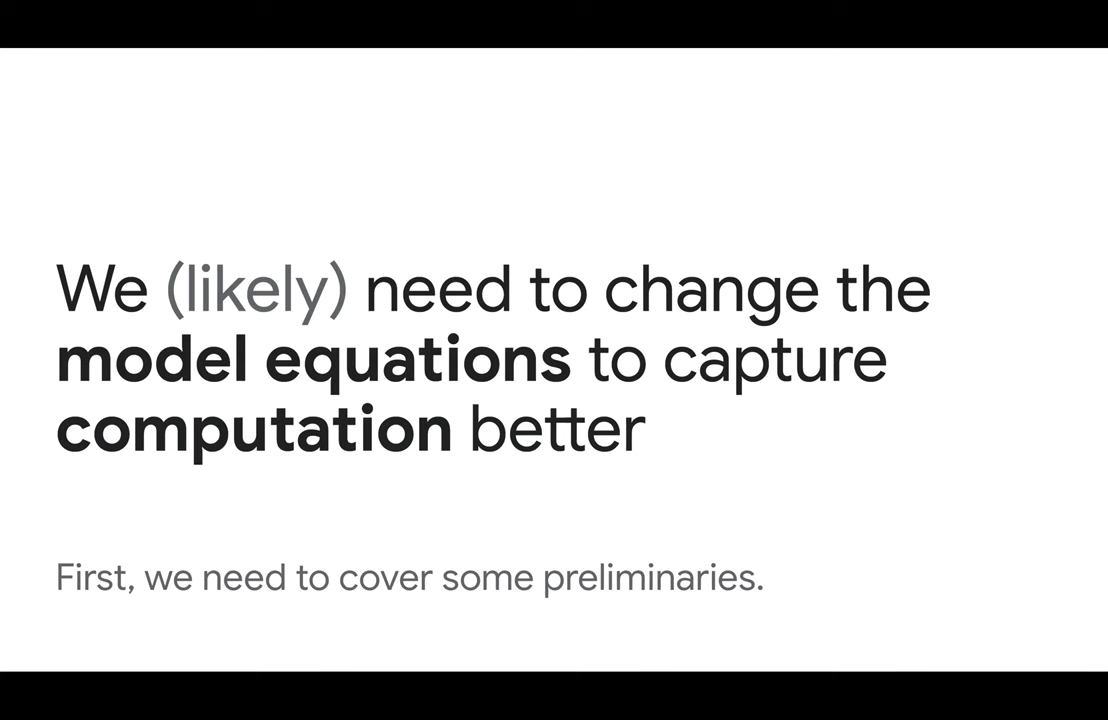 We (likely) need to change the
model equations to capture
computation better
First, we need to cover some preliminaries.